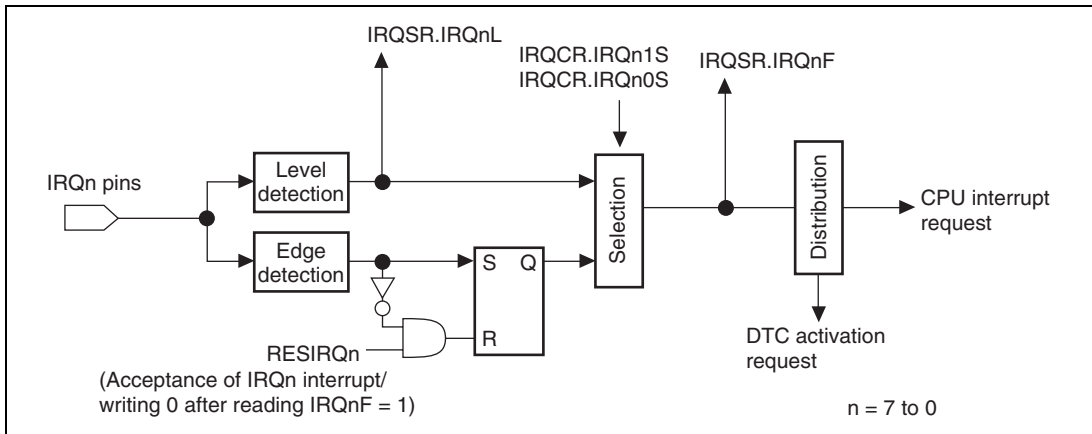 IRQSR.IRQnL
IRQCR.IRQn1S
IRQCR.IRQn0S
IRQSR.IRQnF
IRQn pins
Level
detection
Edge
detection
S Q
R
Selection
Distribution
CPU interrupt
request
DTC activation
request
RESIRQn
(Acceptance of IRQn interrupt/
writing 0 after reading IRQnF = 1)
n = 7 to 0